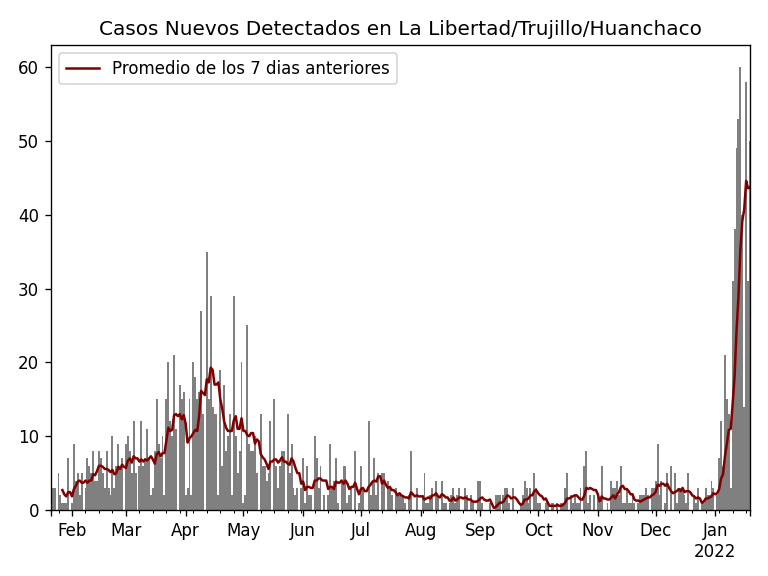 Casos Nuevos Detectados en La Libertad/Trujillo/Huanchaco
Promedio de los 7 dias anteriores
60
50
40
30
20
10
0
Feb Mar Apr May Jun Jul Aug Sep Oct Nov Dec Jan
2022